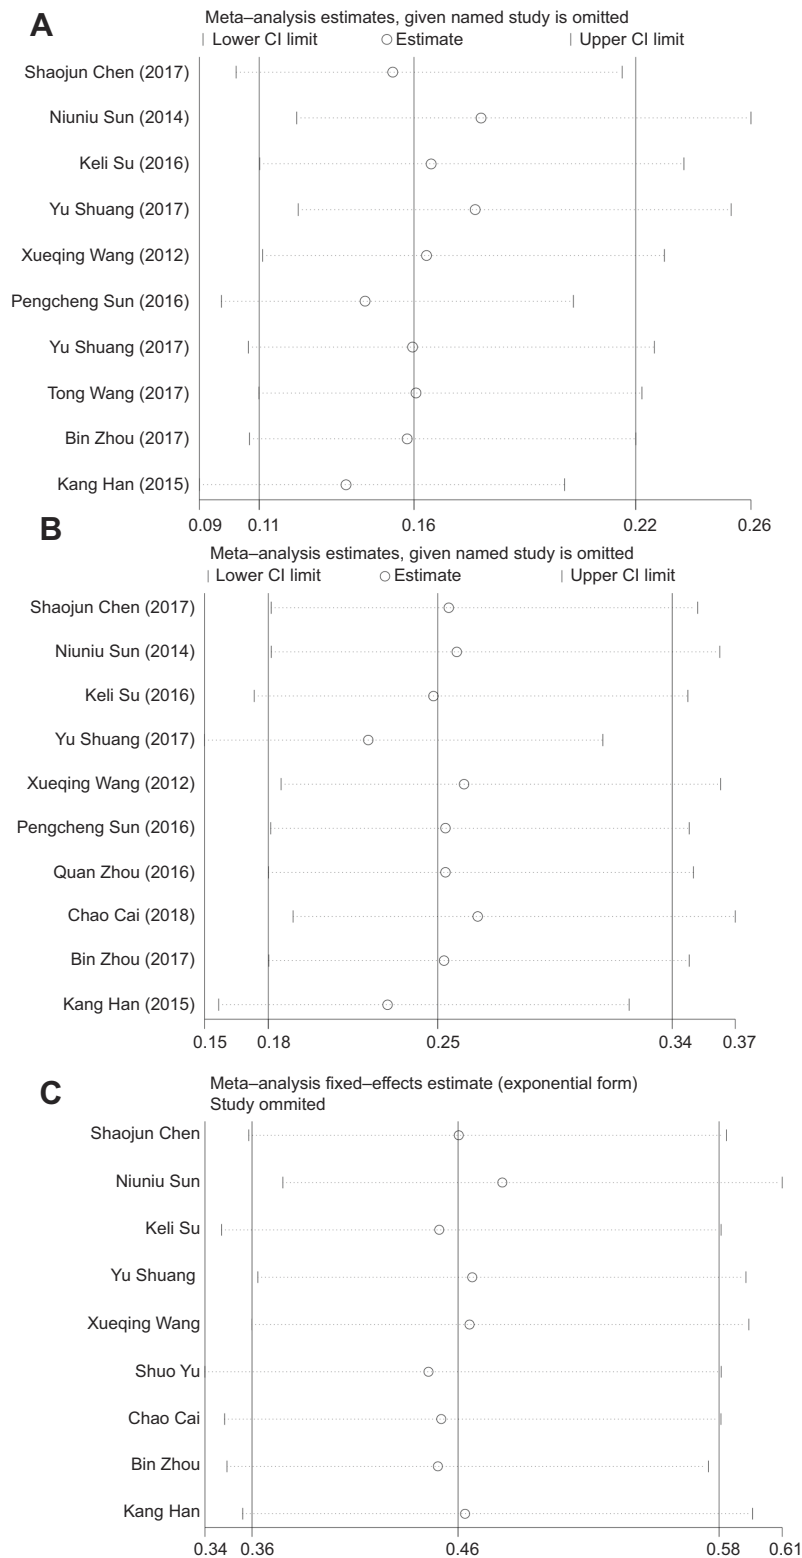 A
Meta–analysis estimates, given named study is omitted
Lower CI limit Estimate Upper CI limit
Shaojun Chen (2017)
Niuniu Sun (2014)
Keli Su (2016)
Yu Shuang (2017)
Xueqing Wang (2012)
Pengcheng Sun (2016)
Yu Shuang (2017)
Tong Wang (2017)
Bin Zhou (2017)
Kang Han (2015)
0.09 0.11 0.16 0.22 0.26
B
Meta–analysis estimates, given named study is omitted
Lower CI limit Estimate Upper CI limit
Shaojun Chen (2017)
Niuniu Sun (2014)
Keli Su (2016)
Yu Shuang (2017)
Xueqing Wang (2012)
Pengcheng Sun (2016)
Quan Zhou (2016)
Chao Cai (2018)
Bin Zhou (2017)
Kang Han (2015)
0.15 0.18 0.25 0.34 0.37
C
Meta–analysis fixed–effects estimate (exponential form)
Study ommited
Shaojun Chen
Niuniu Sun
Keli Su
Yu Shuang
Xueqing Wang
Shuo Yu
Chao Cai
Bin Zhou
Kang Han
0.34 0.36 0.46 0.58 0.61